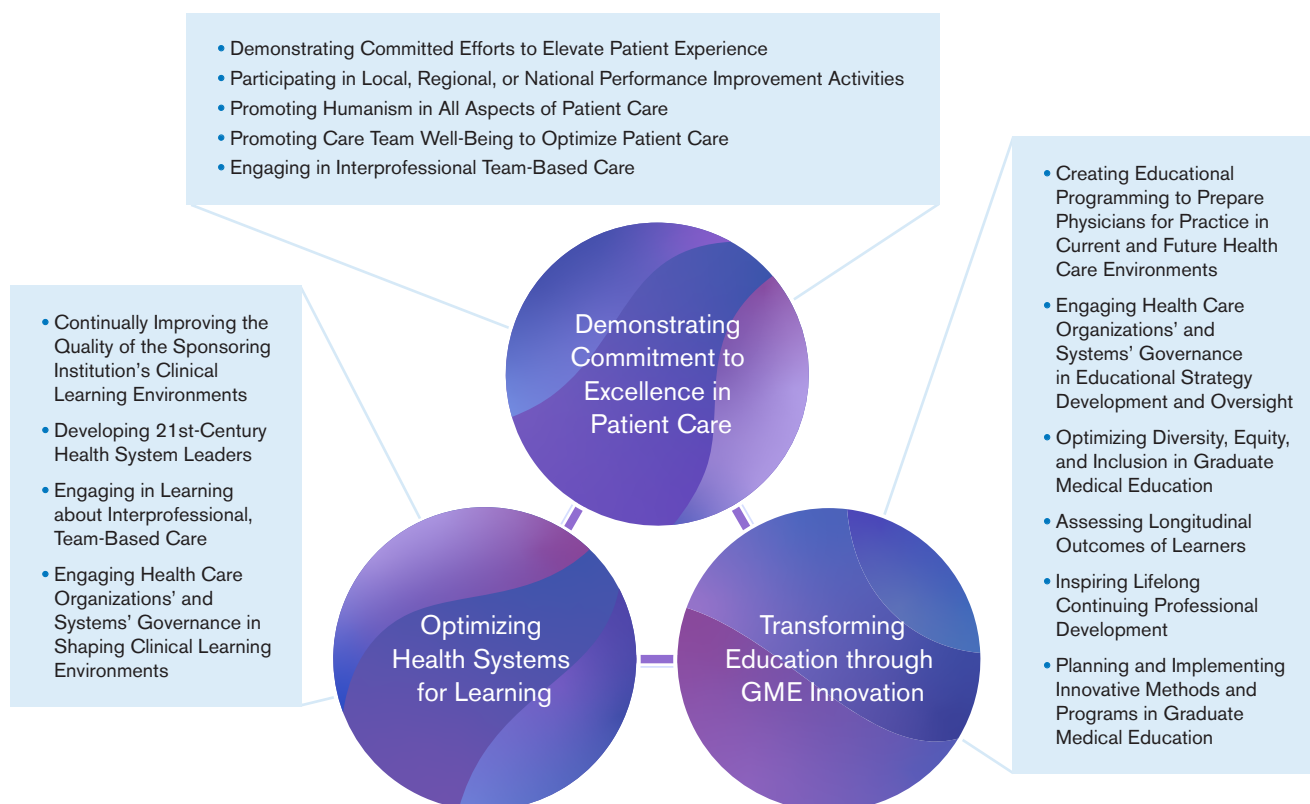 • Demonstrating Committed Efforts to Elevate Patient Experience
• Participating in Local, Regional, or National Performance Improvement Activities
• Promoting Humanism in All Aspects of Patient Care
• Promoting Care Team Well-Being to Optimize Patient Care
• Engaging in Interprofessional Team-Based Care
Demonstrating
Commitment to
Excellence in
Patient Care
• Continually Improving the
Quality of the Sponsoring
Institution’s Clinical
Learning Environments
• Developing 21st-Century
Health System Leaders
• Engaging in Learning
about Interprofessional,
Team-Based Care
• Engaging Health Care
Organizations’ and
Systems’ Governance in
Shaping Clinical Learning
Environments
Optimizing
Health Systems
for Learning
Transforming
Education through
GME Innovation
• Creating Educational
Programming to Prepare
Physicians for Practice in
Current and Future Health
Care Environments
• Engaging Health Care
Organizations’ and
Systems’ Governance
in Educational Strategy
Development and Oversight
• Optimizing Diversity, Equity,
and Inclusion in Graduate
Medical Education
• Assessing Longitudinal
Outcomes of Learners
• Inspiring Lifelong
Continuing Professional
Development
• Planning and Implementing
Innovative Methods and
Programs in Graduate
Medical Education